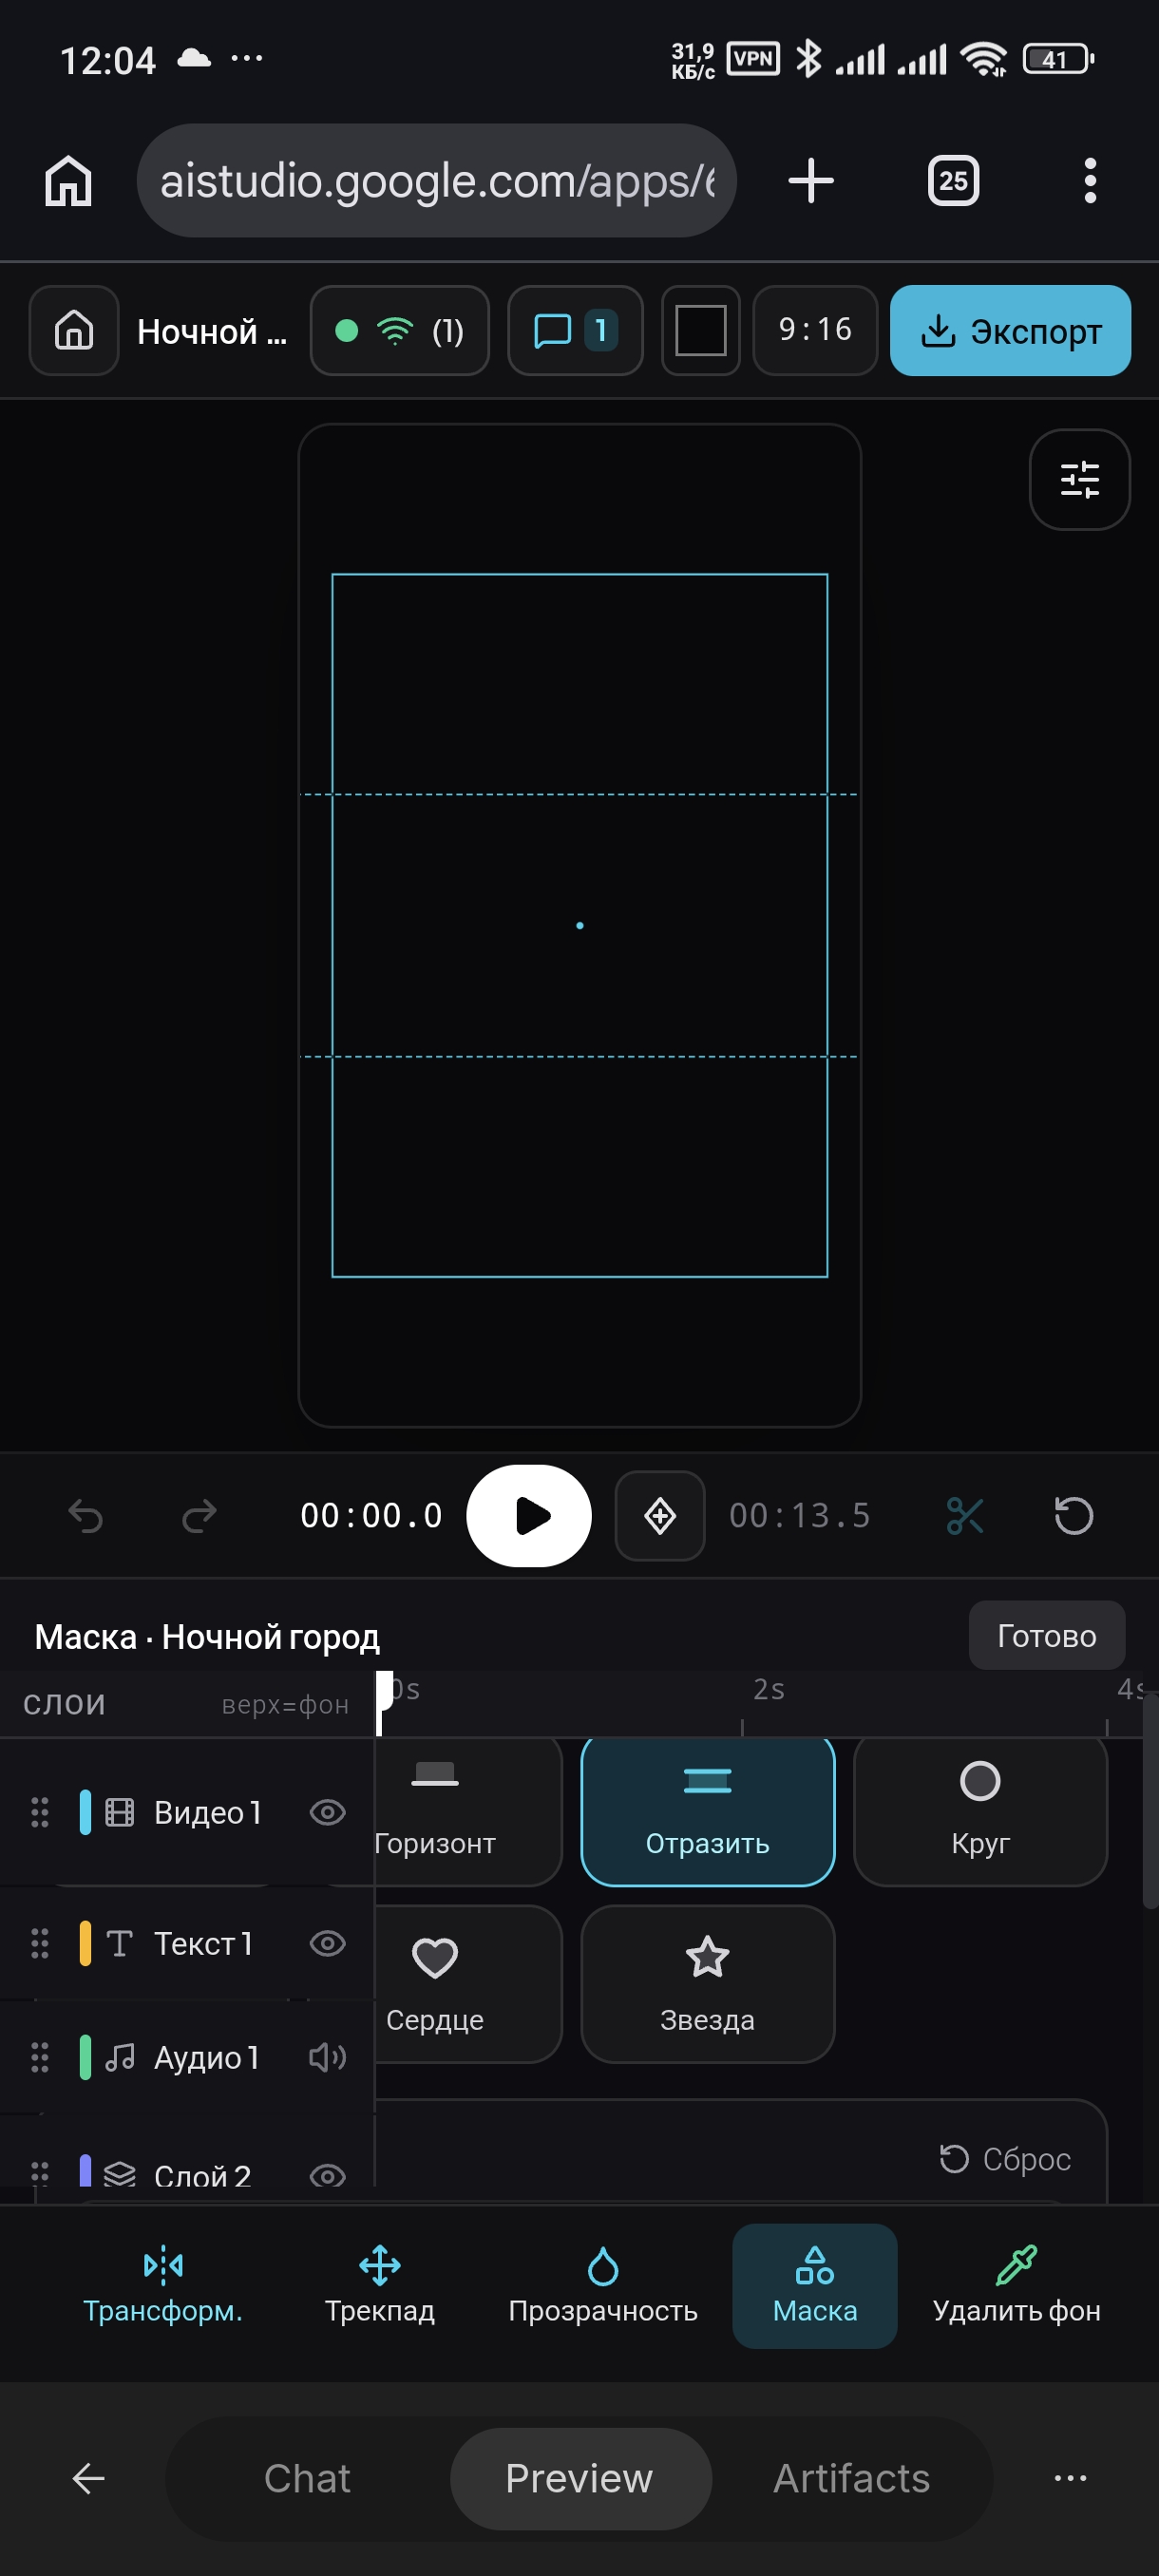 12:04
31,9
КБ/с
VPN
41
aistudio.google.com/apps/
25
Ночной ...
(1)
1
9:16
Экспорт
00:00.0
00:13.5
Маска · Ночной город
Готово
СЛОИ
верх=фон
0s
2s
4s
Видео 1
Горизонт
Отразить
Круг
Текст 1
Сердце
Звезда
Аудио 1
Слой 2
Сброс
Трансформ.
Трекпад
Прозрачность
Маска
Удалить фон
Chat
Preview
Artifacts